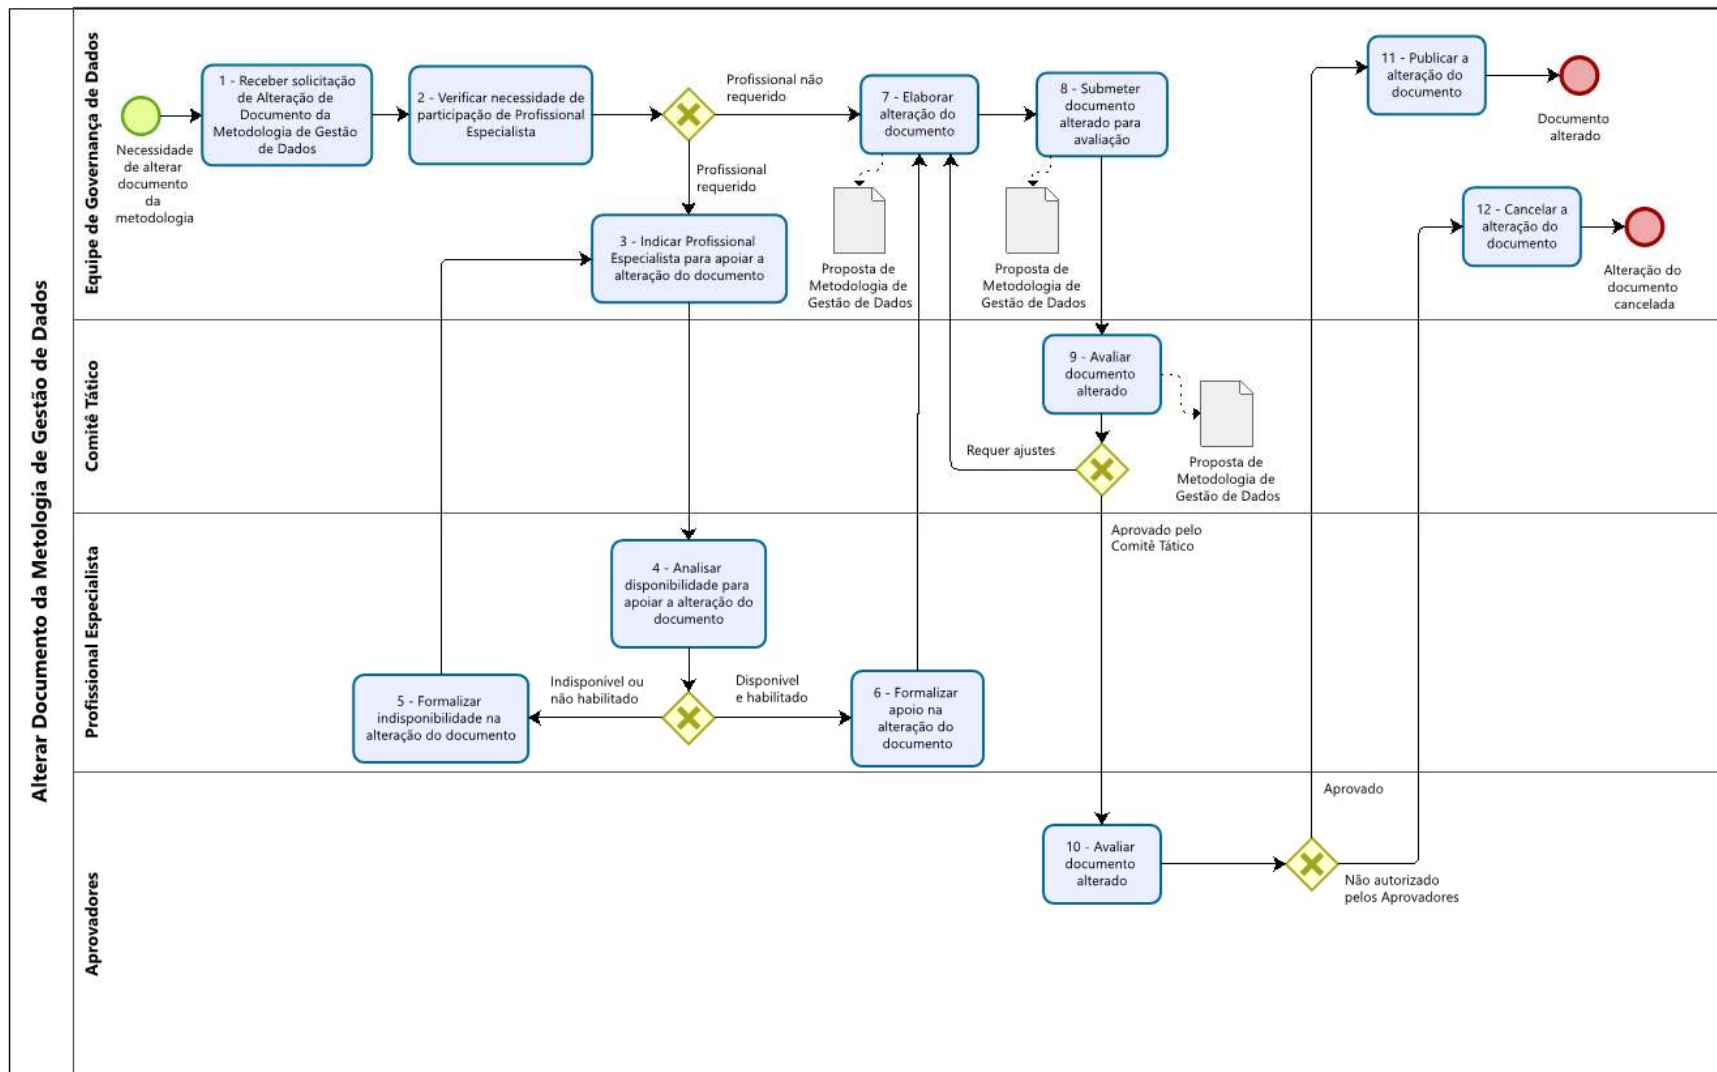 Alterar Documento da Metologia de Gestão de Dados
Equipe de Governança de Dados
Necessidade
de alterar
documento
da
metodologia
1 - Receber solicitação
de Alteração de
Documento da
Metodologia de Gestão
de Dados
2 - Verificar necessidade de
participação de Profissional
Especialista
Profissional não
requerido
Profissional
requerido
3 - Indicar Profissional
Especialista para apoiar a
alteração do documento
7 - Elaborar
alteração do
documento
Proposta de
Metodologia de
Gestão de Dados
8 - Submeter
documento
alterado para
avaliação
Proposta de
Metodologia de
Gestão de Dados
11 - Publicar a
alteração do
documento
Documento
alterado
12 - Cancelar a
alteração do
documento
Alteração do
documento
cancelada
Comitê Tático
9 - Avaliar
documento
alterado
Requer ajustes
Proposta de
Metodologia de
Gestão de Dados
Aprovado pelo
Comitê Tático
Profissional Especialista
4 - Analisar
disponibilidade para
apoiar a alteração do
documento
Indisponível ou
não habilitado
Disponível
e habilitado
5 - Formalizar
indisponibilidade na
alteração do documento
6 - Formalizar
apoio na
alteração do
documento
Aprovadores
10 - Avaliar
documento
alterado
Aprovado
Não autorizado
pelos Aprovadores